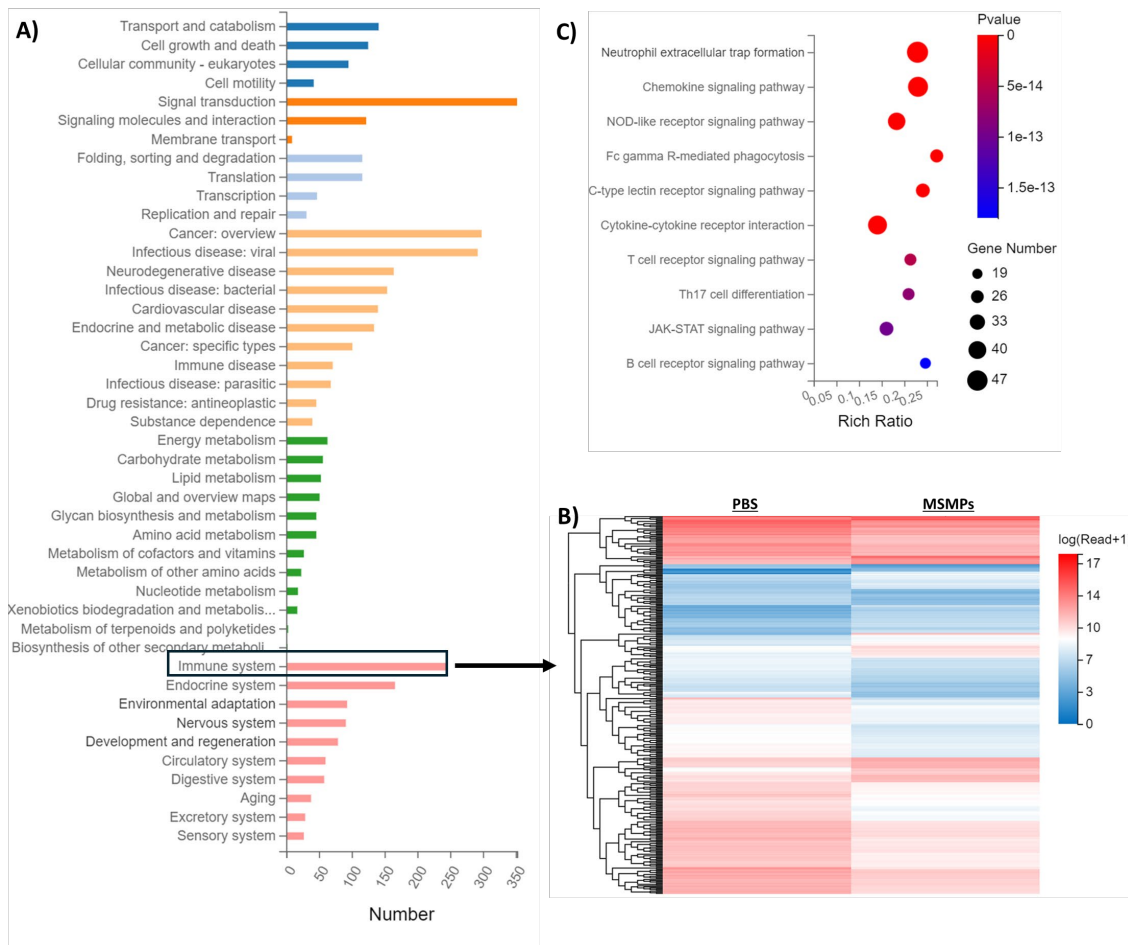 A)
Transport and catabolism
Cell growth and death
Cellular community - eukaryotes
Cell motility
Signal transduction
Signaling molecules and interaction
Membrane transport
Folding, sorting and degradation
Translation
Transcription
Replication and repair
Cancer: overview
Infectious disease: viral
Neurodegenerative disease
Infectious disease: bacterial
Cardiovascular disease
Endocrine and metabolic disease
Cancer: specific types
Immune disease
Infectious disease: parasitic
Drug resistance: antineoplastic
Substance dependence
Energy metabolism
Carbohydrate metabolism
Lipid metabolism
Global and overview maps
Glycan biosynthesis and metabolism
Amino acid metabolism
Metabolism of cofactors and vitamins
Metabolism of other amino acids
Nucleotide metabolism
Xenobiotics biodegradation and metabolis...
Metabolism of terpenoids and polyketides
Biosynthesis of other secondary metaboli...
Immune system
Endocrine system
Environmental adaptation
Nervous system
Development and regeneration
Circulatory system
Digestive system
Aging
Excretory system
Sensory system
0 50 100 150 200 250 300 350
Number
C)
Neutrophil extracellular trap formation
Chemokine signaling pathway
NOD-like receptor signaling pathway
Fc gamma R-mediated phagocytosis
C-type lectin receptor signaling pathway
Cytokine-cytokine receptor interaction
T cell receptor signaling pathway
Th17 cell differentiation
JAK-STAT signaling pathway
B cell receptor signaling pathway
0 0.05 0.1 0.15 0.2 0.25
Rich Ratio
Pvalue
0
5e-14
1e-13
1.5e-13
Gene Number
19
26
33
40
47
B)
PBS MSMPs
log(Read+1
17
14
10
7
3
0